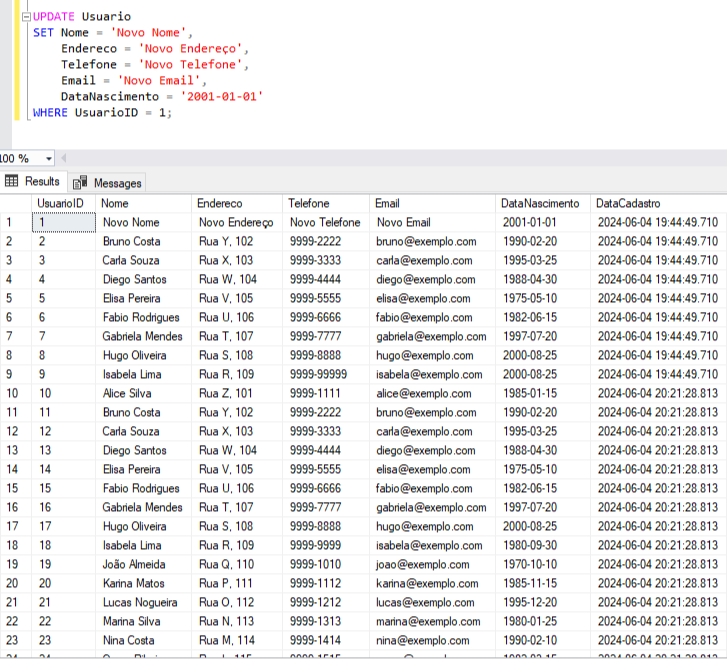 UPDATE Usuario
SET Nome = 'Novo Nome',
Endereco = 'Novo Endereço',
Telefone = 'Novo Telefone',
Email = 'Novo Email',
DataNascimento = '2001-01-01'
WHERE UsuarioID = 1;
100 %
Results Messages
UsuarioID Nome Endereco Telefone Email DataNascimento DataCadastro
1 1 Novo Nome Novo Endereço Novo Telefone Novo Email 2001-01-01 2024-06-04 19:44:49.710
2 2 Bruno Costa Rua Y, 102 9999-2222 bruno@exemplo.com 1990-02-20 2024-06-04 19:44:49.710
3 3 Carla Souza Rua X, 103 9999-3333 carla@exemplo.com 1995-03-25 2024-06-04 19:44:49.710
4 4 Diego Santos Rua W, 104 9999-4444 diego@exemplo.com 1988-04-30 2024-06-04 19:44:49.710
5 5 Elisa Pereira Rua V, 105 9999-5555 elisa@exemplo.com 1975-05-10 2024-06-04 19:44:49.710
6 6 Fabio Rodrigues Rua U, 106 9999-6666 fabio@exemplo.com 1982-06-15 2024-06-04 19:44:49.710
7 7 Gabriela Mendes Rua T, 107 9999-7777 gabriela@exemplo.com 1997-07-20 2024-06-04 19:44:49.710
8 8 Hugo Oliveira Rua S, 108 9999-8888 hugo@exemplo.com 2000-08-25 2024-06-04 19:44:49.710
9 9 Isabela Lima Rua R, 109 9999-99999 isabela@exemplo.com 2000-08-25 2024-06-04 19:44:49.710
10 10 Alice Silva Rua Z, 101 9999-1111 alice@exemplo.com 1985-01-15 2024-06-04 20:21:28.813
11 11 Bruno Costa Rua Y, 102 9999-2222 bruno@exemplo.com 1990-02-20 2024-06-04 20:21:28.813
12 12 Carla Souza Rua X, 103 9999-3333 carla@exemplo.com 1995-03-25 2024-06-04 20:21:28.813
13 13 Diego Santos Rua W, 104 9999-4444 diego@exemplo.com 1988-04-30 2024-06-04 20:21:28.813
14 14 Elisa Pereira Rua V, 105 9999-5555 elisa@exemplo.com 1975-05-10 2024-06-04 20:21:28.813
15 15 Fabio Rodrigues Rua U, 106 9999-6666 fabio@exemplo.com 1982-06-15 2024-06-04 20:21:28.813
16 16 Gabriela Mendes Rua T, 107 9999-7777 gabriela@exemplo.com 1997-07-20 2024-06-04 20:21:28.813
17 17 Hugo Oliveira Rua S, 108 9999-8888 hugo@exemplo.com 2000-08-25 2024-06-04 20:21:28.813
18 18 Isabela Lima Rua R, 109 9999-9999 isabela@exemplo.com 1980-09-30 2024-06-04 20:21:28.813
19 19 João Almeida Rua Q, 110 9999-1010 joao@exemplo.com 1970-10-10 2024-06-04 20:21:28.813
20 20 Karina Matos Rua P, 111 9999-1112 karina@exemplo.com 1985-11-15 2024-06-04 20:21:28.813
21 21 Lucas Nogueira Rua O, 112 9999-1212 lucas@exemplo.com 1995-12-20 2024-06-04 20:21:28.813
22 22 Marina Silva Rua N, 113 9999-1313 marina@exemplo.com 1980-01-25 2024-06-04 20:21:28.813
23 23 Nina Costa Rua M, 114 9999-1414 nina@exemplo.com 1990-02-10 2024-06-04 20:21:28.813